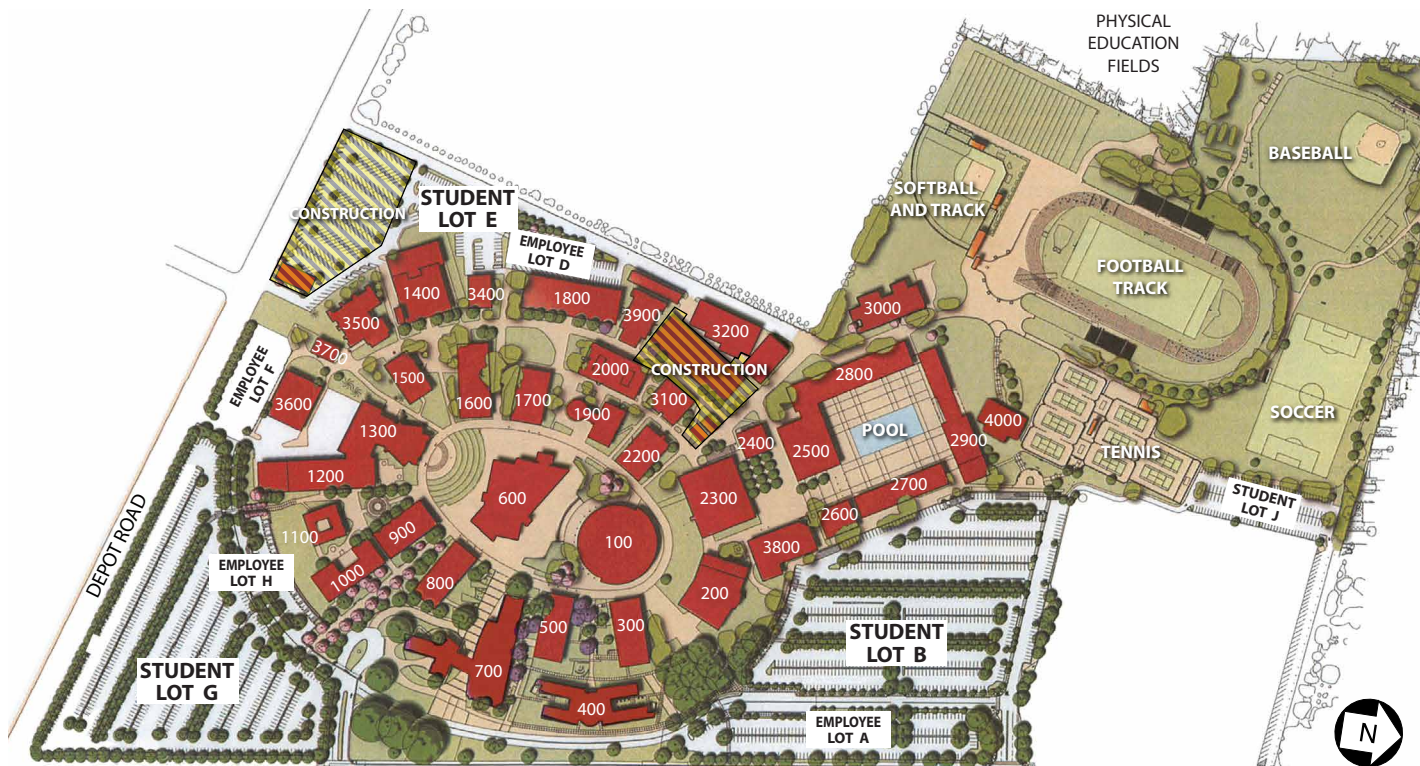 PHYSICAL
EDUCATION
FIELDS
BASEBALL
SOFTBALL
AND TRACK
FOOTBALL
TRACK
SOCCER
TENNIS
STUDENT
LOT J
CONSTRUCTION
STUDENT
LOT E
EMPLOYEE
LOT D
1400
3400
1800
3900
3200
3000
3500
3700
1500
1600
1700
2000
CONSTRUCTION
3100
1900
2800
2400
2500
POOL
2900
4000
EMPLOYEE
LOT F
3600
1300
1200
2200
2300
2700
2600
600
100
3800
200
1100
900
1000
800
EMPLOYEE
LOT H
DEPOT ROAD
500
300
700
400
STUDENT
LOT G
STUDENT
LOT B
EMPLOYEE
LOT A
N